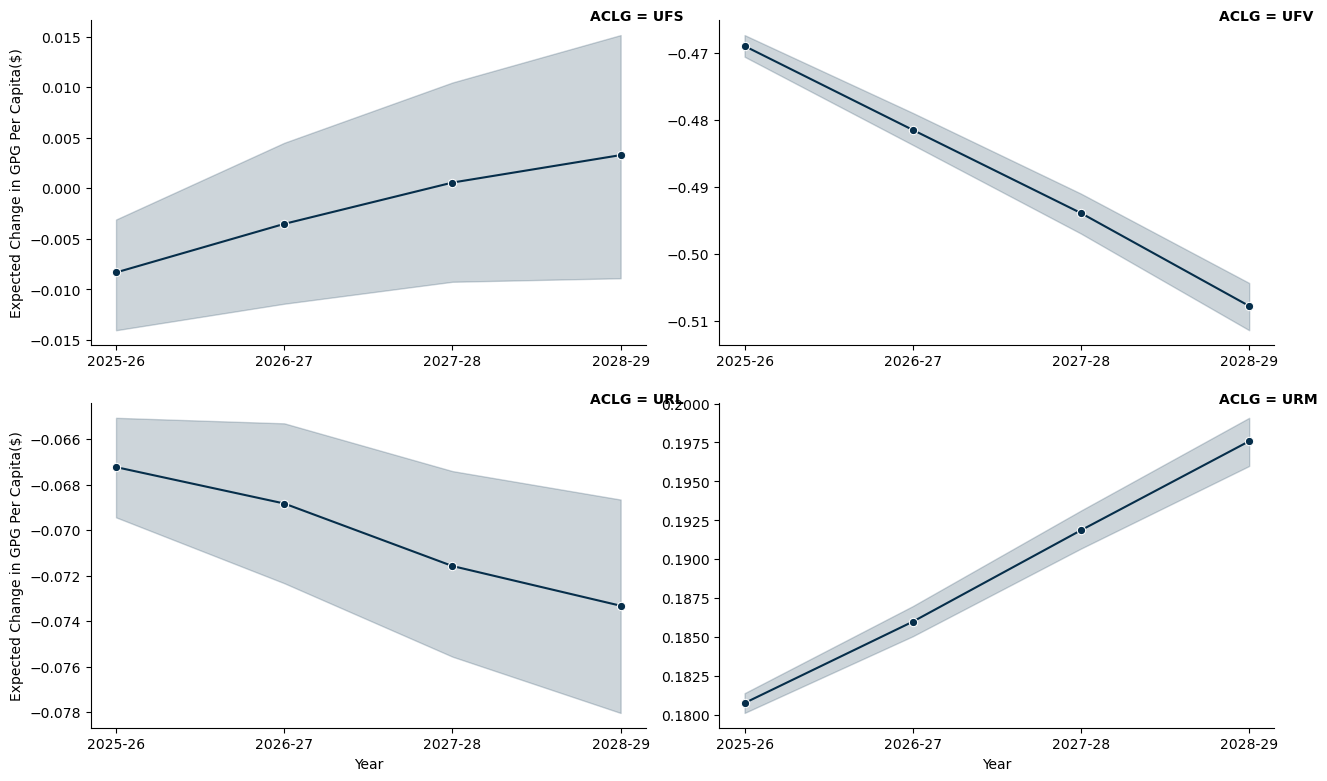 ACLG = UFS
Expected Change in GPG Per Capita($)
0.015
0.010
0.005
0.000
−0.005
−0.010
−0.015
2025-26 2026-27 2027-28 2028-29
ACLG = UFV
−0.47
−0.48
−0.49
−0.50
−0.51
2025-26 2026-27 2027-28 2028-29
ACLG = URL
Expected Change in GPG Per Capita($)
−0.066
−0.068
−0.070
−0.072
−0.074
−0.076
−0.078
2025-26 2026-27 2027-28 2028-29
Year
ACLG = URM
0.2000
0.1975
0.1950
0.1925
0.1900
0.1875
0.1850
0.1825
0.1800
2025-26 2026-27 2027-28 2028-29
Year